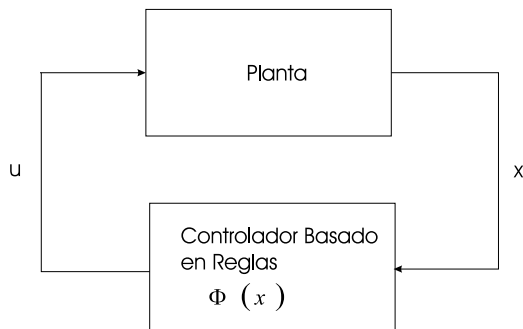 Planta
u
x
Controlador Basado
en Reglas
Φ (x)